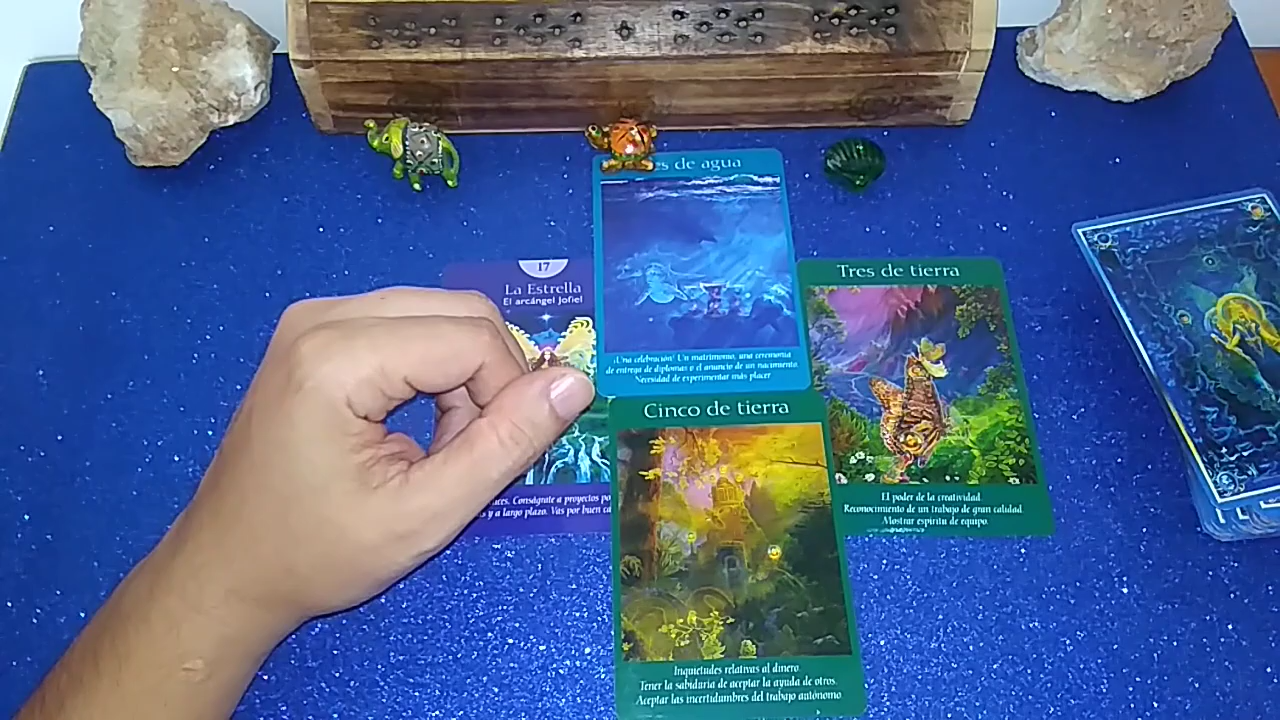 es de agua
¡Una celebración! Un matrimonio, una ceremonia
de entrega de diplomas o el anuncio de un nacimiento.
Necesidad de experimentar más placer
17
La Estrella
El arcángel Jofiel
Conságrate a proyectos
y a largo plazo. Vas por buen
Tres de tierra
El poder de la creatividad.
Reconocimiento de un trabajo de gran calidad.
Mostrar espíritu de equipo.
Cinco de tierra
Inquietudes relativas al dinero.
Tener la sabiduría de aceptar la ayuda de otros.
Aceptar las incertidumbres del trabajo autónomo.